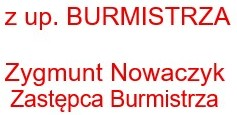 z up. BURMISTRZA
Zygmunt Nowaczyk
Zastępca Burmistrza